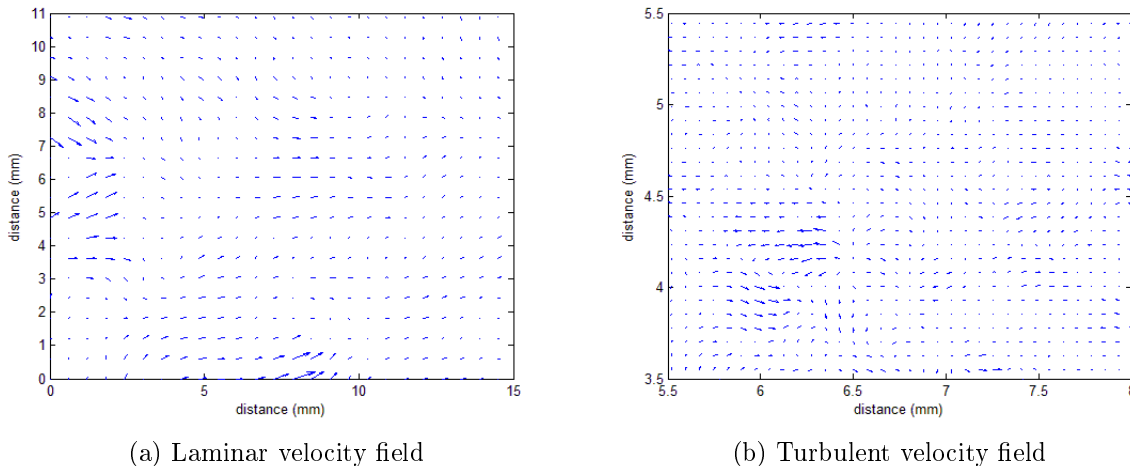 11
10
9
8
7
6
5
4
3
2
1
0
0 5 10 15
distance (mm)
distance (mm)
(a) Laminar velocity field
5.5
5
4.5
4
3.5
5.5 6 6.5 7 7.5 8
distance (mm)
distance (mm)
(b) Turbulent velocity field